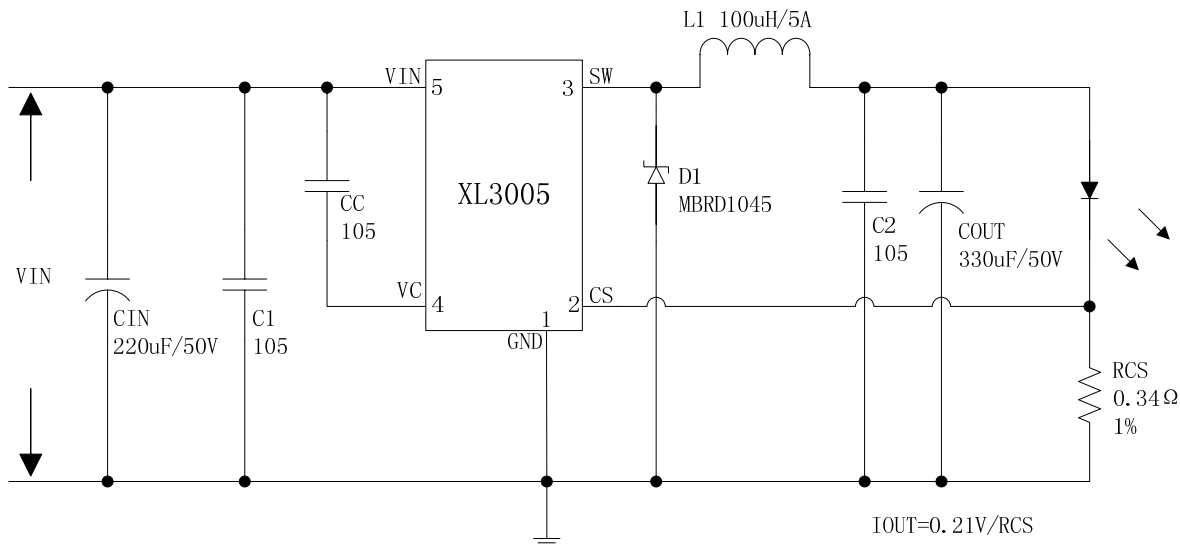 L1 100uH/5A
VIN
5
3
SW
XL3005
CC
105
D1
MBRD1045
C2
105
COUT
330uF/50V
VIN
VC
4
2
CS
1
GND
CIN
220uF/50V
C1
105
RCS
0.34Ω
1%
IOUT=0.21V/RCS